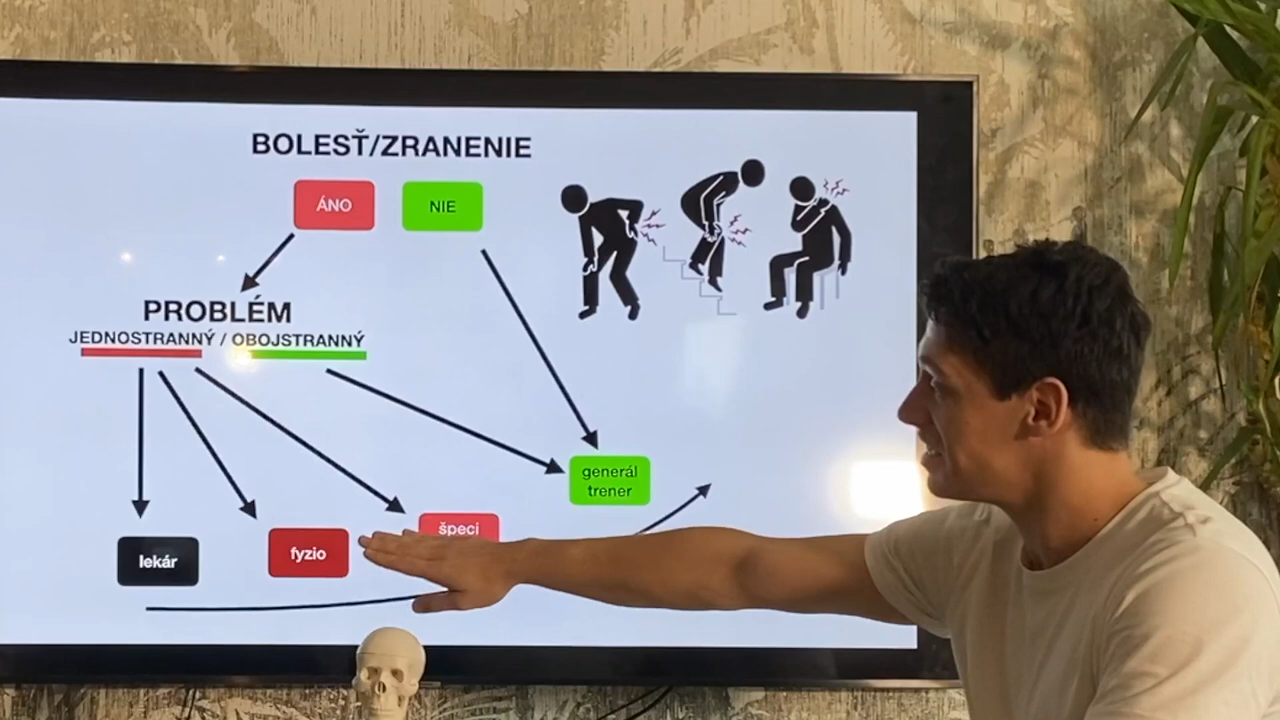 BOLESŤ/ZRANENIE
ÁNO
NIE
PROBLÉM
JEDNOSTRANNÝ / OBOJSTRANNÝ
generál
trener
špeci
fyzio
lekár